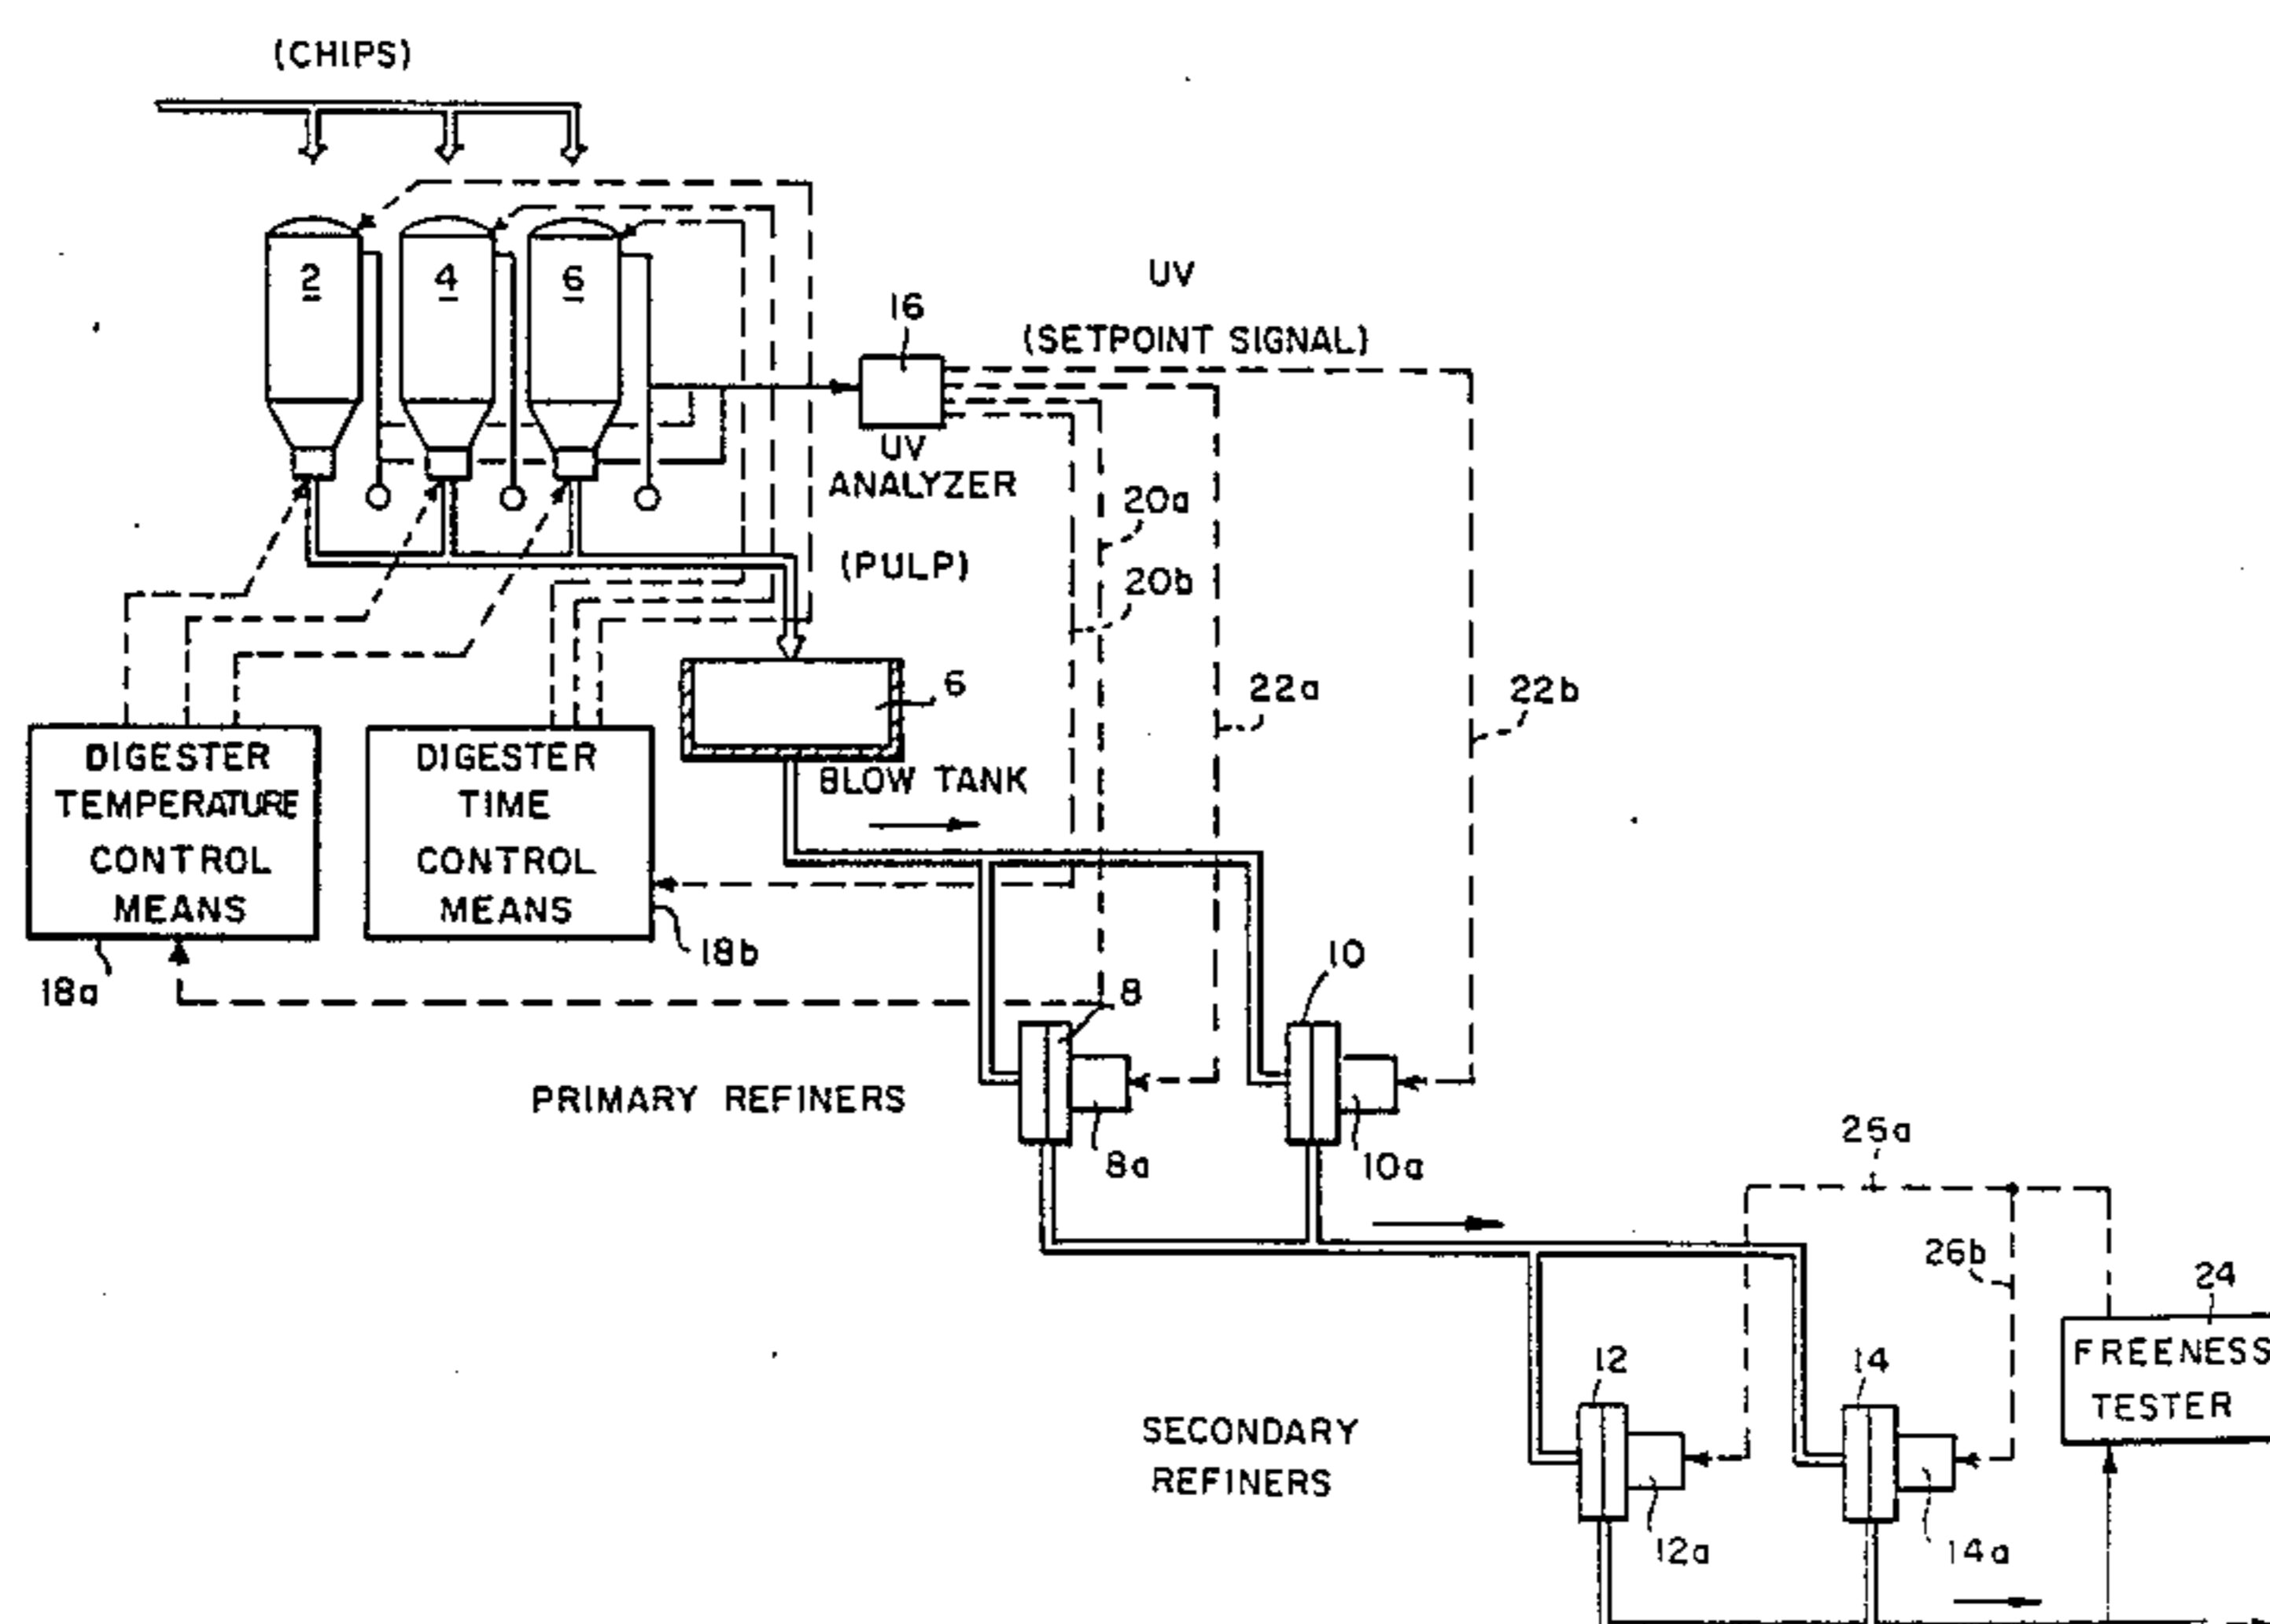 (CHIPS)
2
4
6
16
UV
(SETPOINT SIGNAL)
UV
ANALYZER
20a
(PULP)
20b
6
22a
22b
DIGESTER
TEMPERATURE
CONTROL
MEANS
DIGESTER
TIME
CONTROL
MEANS
BLOW TANK
18a
18b
10
8
PRIMARY REFINERS
8a
10a
26a
26b
24
FREENESS
TESTER
12
14
SECONDARY
REFINERS
12a
14a